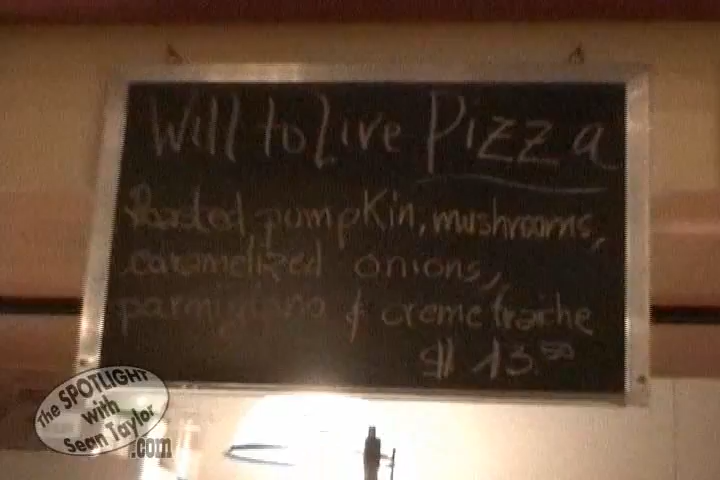 Will to Live Pizza
Roasted pumpkin, mushrooms,
caramelized onions,
parmigiano & creme fraiche
$ 13.50
The SPOTLIGHT
with
Sean Taylor
.com